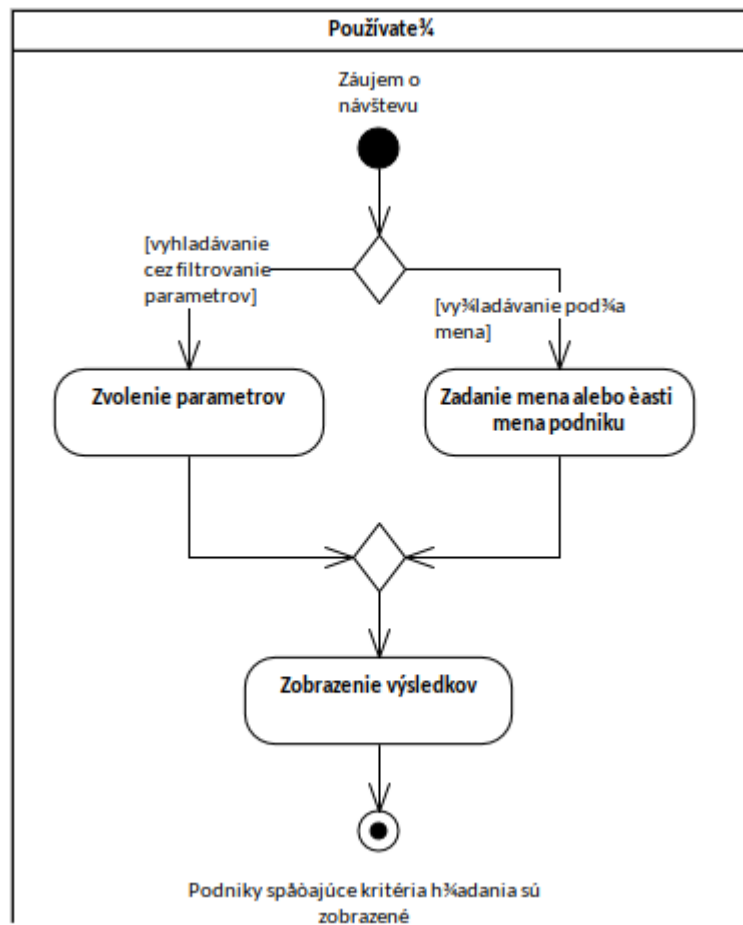 Používate¾
Záujem o
návštevu
[vyhladávanie
cez filtrovanie
parametrov]
[vy¾ladávanie pod¾a
mena]
Zvolenie parametrov
Zadanie mena alebo èasti
mena podniku
Zobrazenie výsledkov
Podniky spåòajúce kritéria h¾adania sú
zobrazené